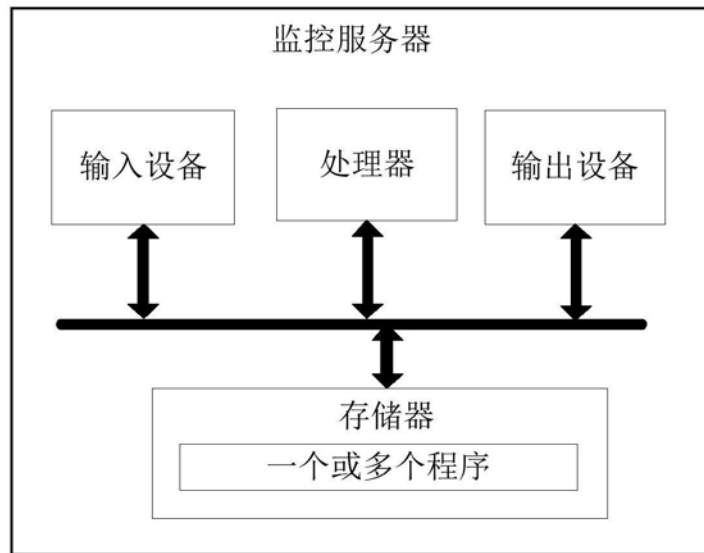 监控服务器
输入设备
处理器
输出设备
存储器
一个或多个程序